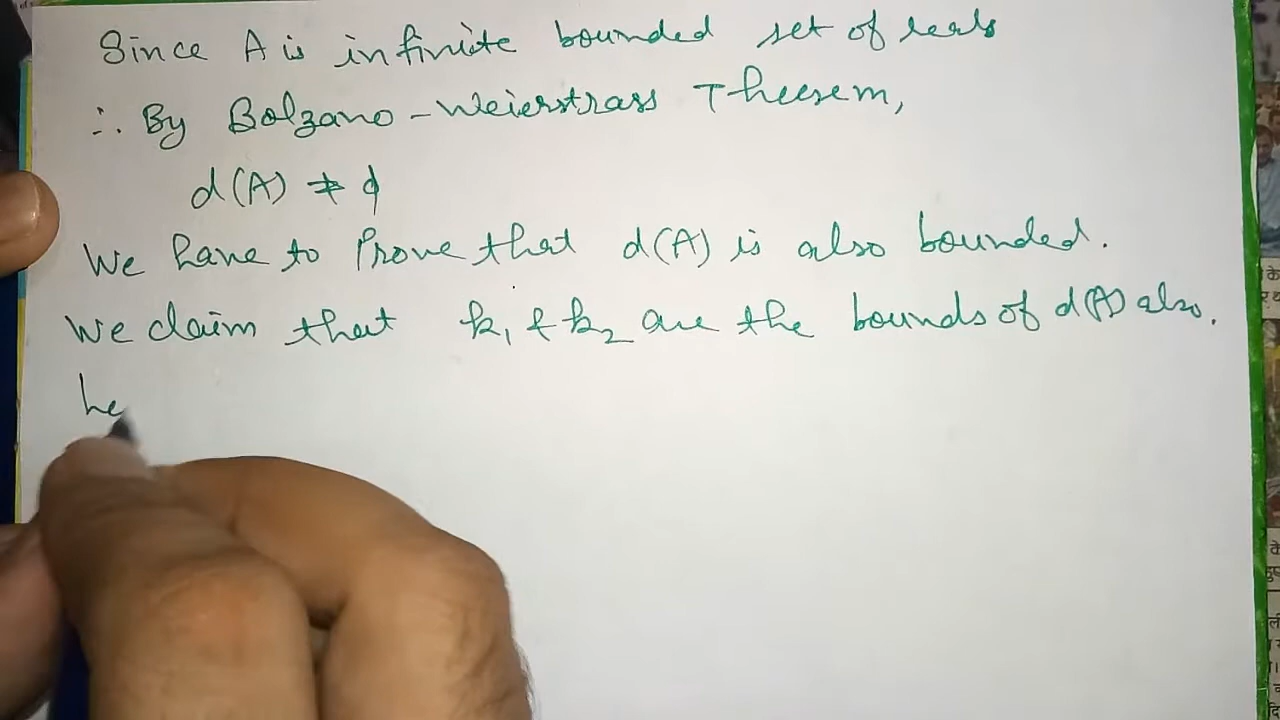 Since A is infinite bounded set of reals
∴ By Bolzano-Weierstrass Theorem,
d(A) ≠ ϕ
We have to Prove that d(A) is also bounded.
We claim that k₁ & k₂ are the bounds of d(A) also.